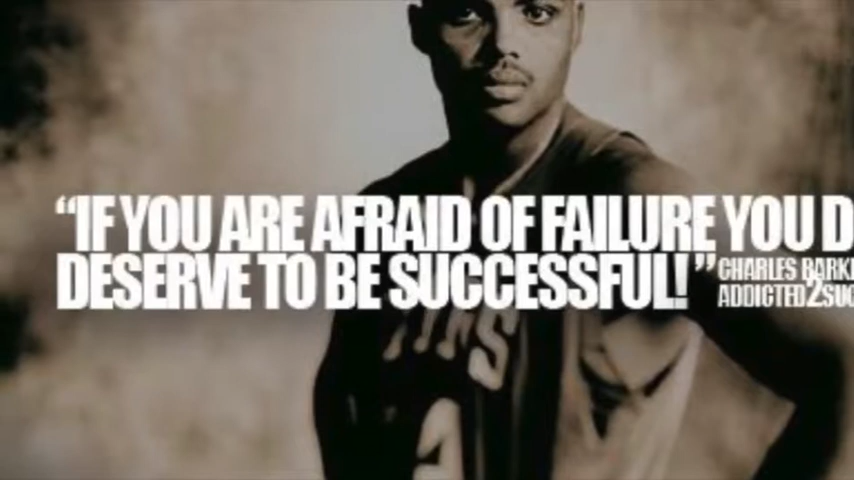 “IF YOU ARE AFRAID OF FAILURE YOU D
DESERVE TO BE SUCCESSFUL!”
CHARLES BARK
ADDICTED2SUC